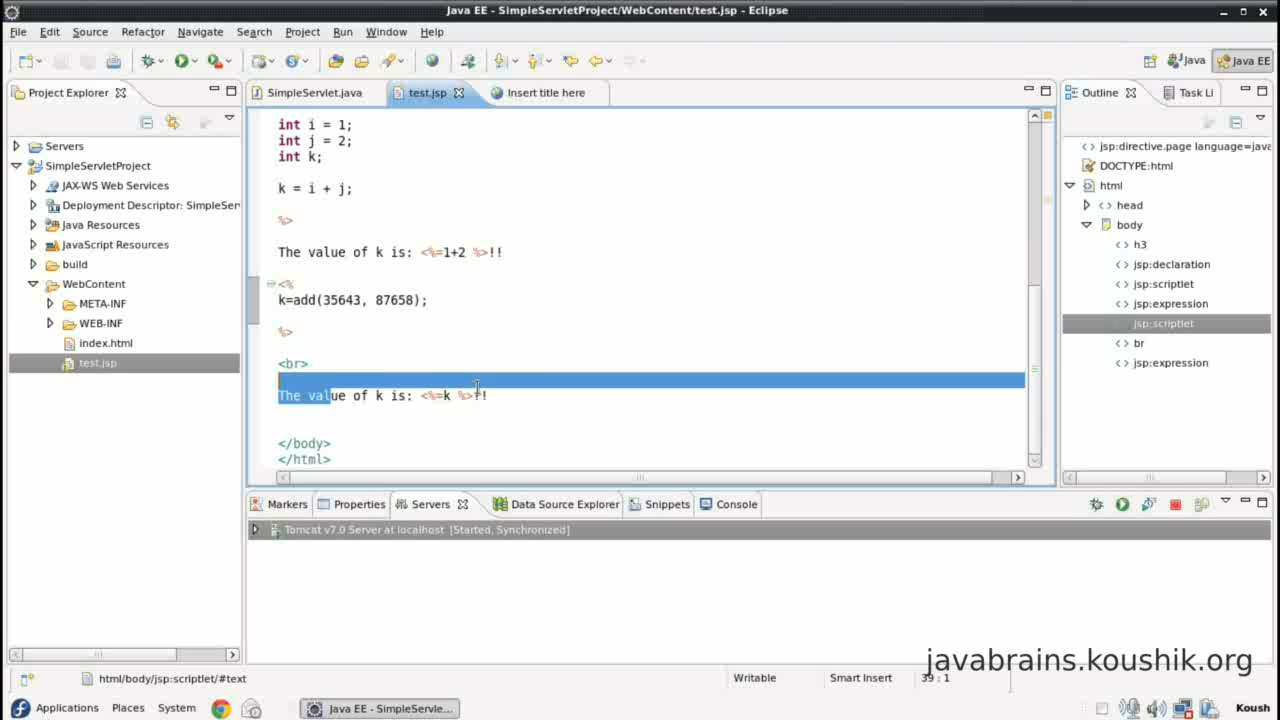 Java EE - SimpleServletProject/WebContent/test.jsp - Eclipse
File Edit Source Refactor Navigate Search Project Run Window Help
Java Java EE
Project Explorer
SimpleServlet.java test.jsp Insert title here
Outline Task Li
Servers
SimpleServletProject
JAX-WS Web Services
Deployment Descriptor: SimpleServ
Java Resources
JavaScript Resources
build
WebContent
META-INF
WEB-INF
index.html
test.jsp
int i = 1;
int j = 2;
int k;
k = i + j;
%>
The value of k is: <%=1+2 %>!!
<%
k=add(35643, 87658);
%>
<br>
The value of k is: <%=k %>!!
</body>
</html>
jsp:directive.page language=java
DOCTYPE:html
html
head
body
h3
jsp:declaration
jsp:scriptlet
jsp:expression
jsp:scriptlet
br
jsp:expression
Markers Properties Servers Data Source Explorer Snippets Console
Tomcat v7.0 Server at localhost [Started, Synchronized]
javabrains.koushik.org
html/body/jsp:scriptlet/#text Writable Smart Insert 39 : 1
Applications Places System Java EE - SimpleServle... Koush